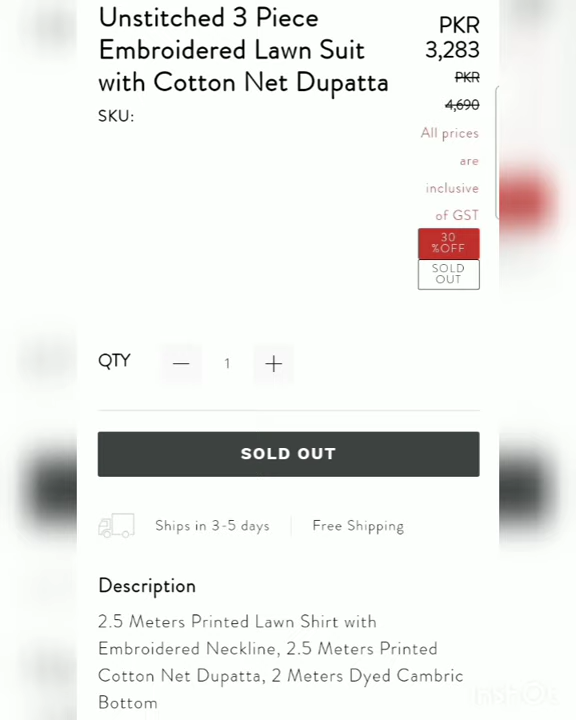 Unstitched 3 Piece
Embroidered Lawn Suit
with Cotton Net Dupatta
SKU:
PKR
3,283
PKR
4,690
All prices
are
inclusive
of GST
30
%OFF
SOLD
OUT
QTY
1
SOLD OUT
Ships in 3-5 days
Free Shipping
Description
2.5 Meters Printed Lawn Shirt with
Embroidered Neckline, 2.5 Meters Printed
Cotton Net Dupatta, 2 Meters Dyed Cambric
Bottom